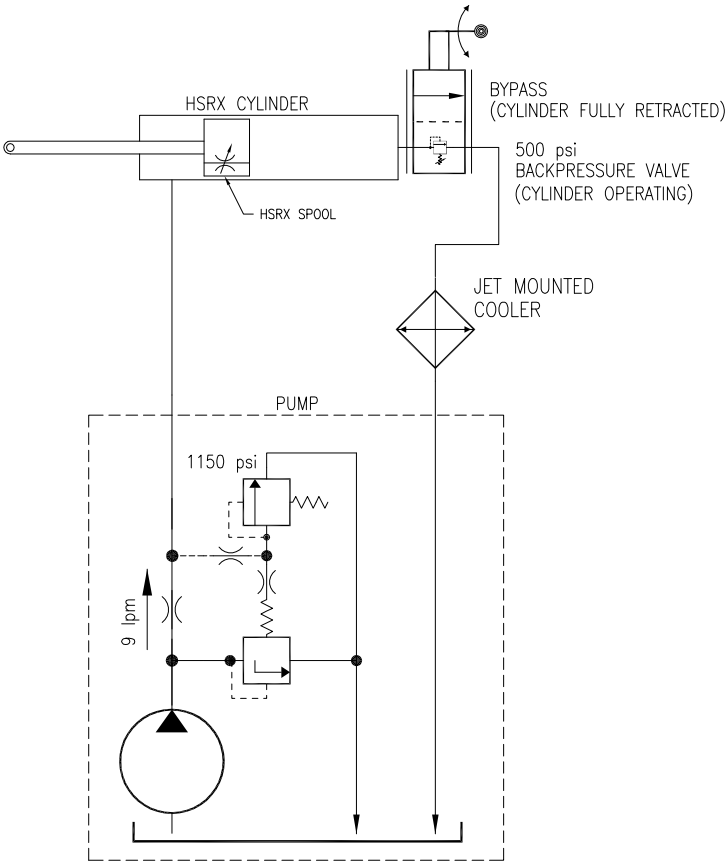 HSRX CYLINDER
BYPASS
(CYLINDER FULLY RETRACTED)
500 psi
BACKPRESSURE VALVE
(CYLINDER OPERATING)
HSRX SPOOL
JET MOUNTED
COOLER
PUMP
1150 psi
9 lpm